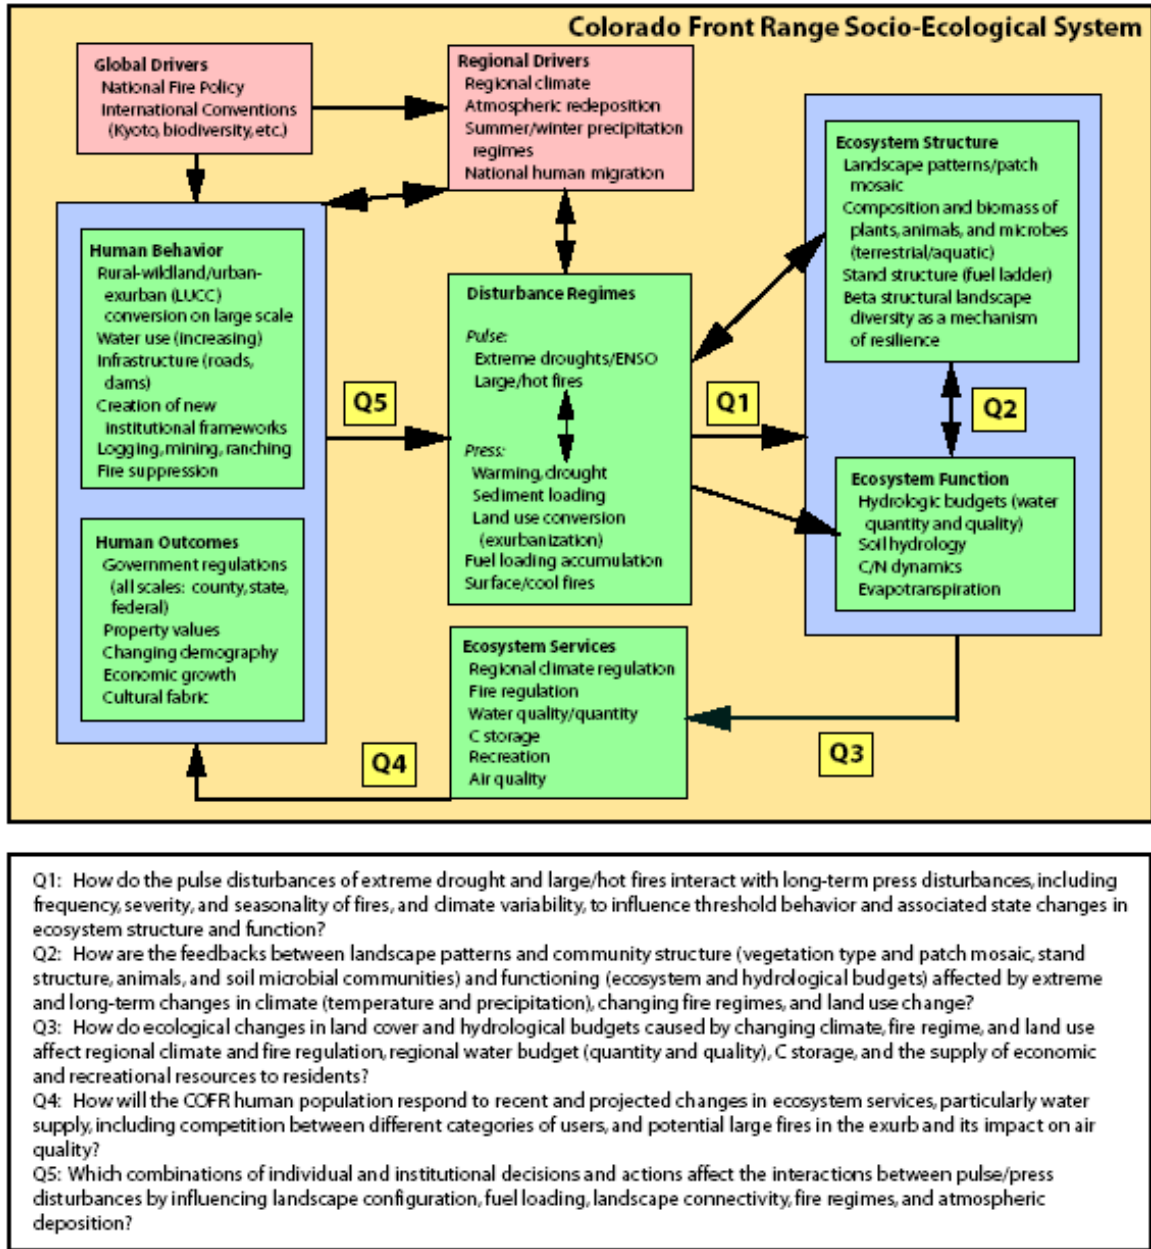 Colorado Front Range Socio-Ecological System
Global Drivers
National Fire Policy
International Conventions
(Kyoto, biodiversity, etc.)
Regional Drivers
Regional climate
Atmospheric redeposition
Summer/winter precipitation
regimes
National human migration
Ecosystem Structure
Landscape patterns/patch
mosaic
Composition and biomass of
plants, animals, and microbes
(terrestrial/aquatic)
Stand structure (fuel ladder)
Beta structural landscape
diversity as a mechanism
of resilience
Human Behavior
Rural-wildland/urban-
exurban (LUCC)
conversion on large scale
Water use (increasing)
Infrastructure (roads,
dams)
Creation of new
institutional frameworks
Logging, mining, ranching
Fire suppression
Q5
Disturbance Regimes
Pulse:
Extreme droughts/ENSO
Large/hot fires
Press:
Warming, drought
Sediment loading
Land use conversion
(exurbanization)
Fuel loading accumulation
Surface/cool fires
Q1
Q2
Ecosystem Function
Hydrologic budgets (water
quantity and quality)
Soil hydrology
C/N dynamics
Evapotranspiration
Human Outcomes
Government regulations
(all scales: county, state,
federal)
Property values
Changing demography
Economic growth
Cultural fabric
Ecosystem Services
Regional climate regulation
Fire regulation
Water quality/quantity
C storage
Recreation
Air quality
Q4
Q3
Q1: How do the pulse disturbances of extreme drought and large/hot fires interact with long-term press disturbances, including
frequency, severity, and seasonality of fires, and climate variability, to influence threshold behavior and associated state changes in
ecosystem structure and function?
Q2: How are the feedbacks between landscape patterns and community structure (vegetation type and patch mosaic, stand
structure, animals, and soil microbial communities) and functioning (ecosystem and hydrological budgets) affected by extreme
and long-term changes in climate (temperature and precipitation), changing fire regimes, and land use change?
Q3: How do ecological changes in land cover and hydrological budgets caused by changing climate, fire regime, and land use
affect regional climate and fire regulation, regional water budget (quantity and quality), C storage, and the supply of economic
and recreational resources to residents?
Q4: How will the COFR human population respond to recent and projected changes in ecosystem services, particularly water
supply, including competition between different categories of users, and potential large fires in the exurb and its impact on air
quality?
Q5: Which combinations of individual and institutional decisions and actions affect the interactions between pulse/press
disturbances by influencing landscape configuration, fuel loading, landscape connectivity, fire regimes, and atmospheric
deposition?